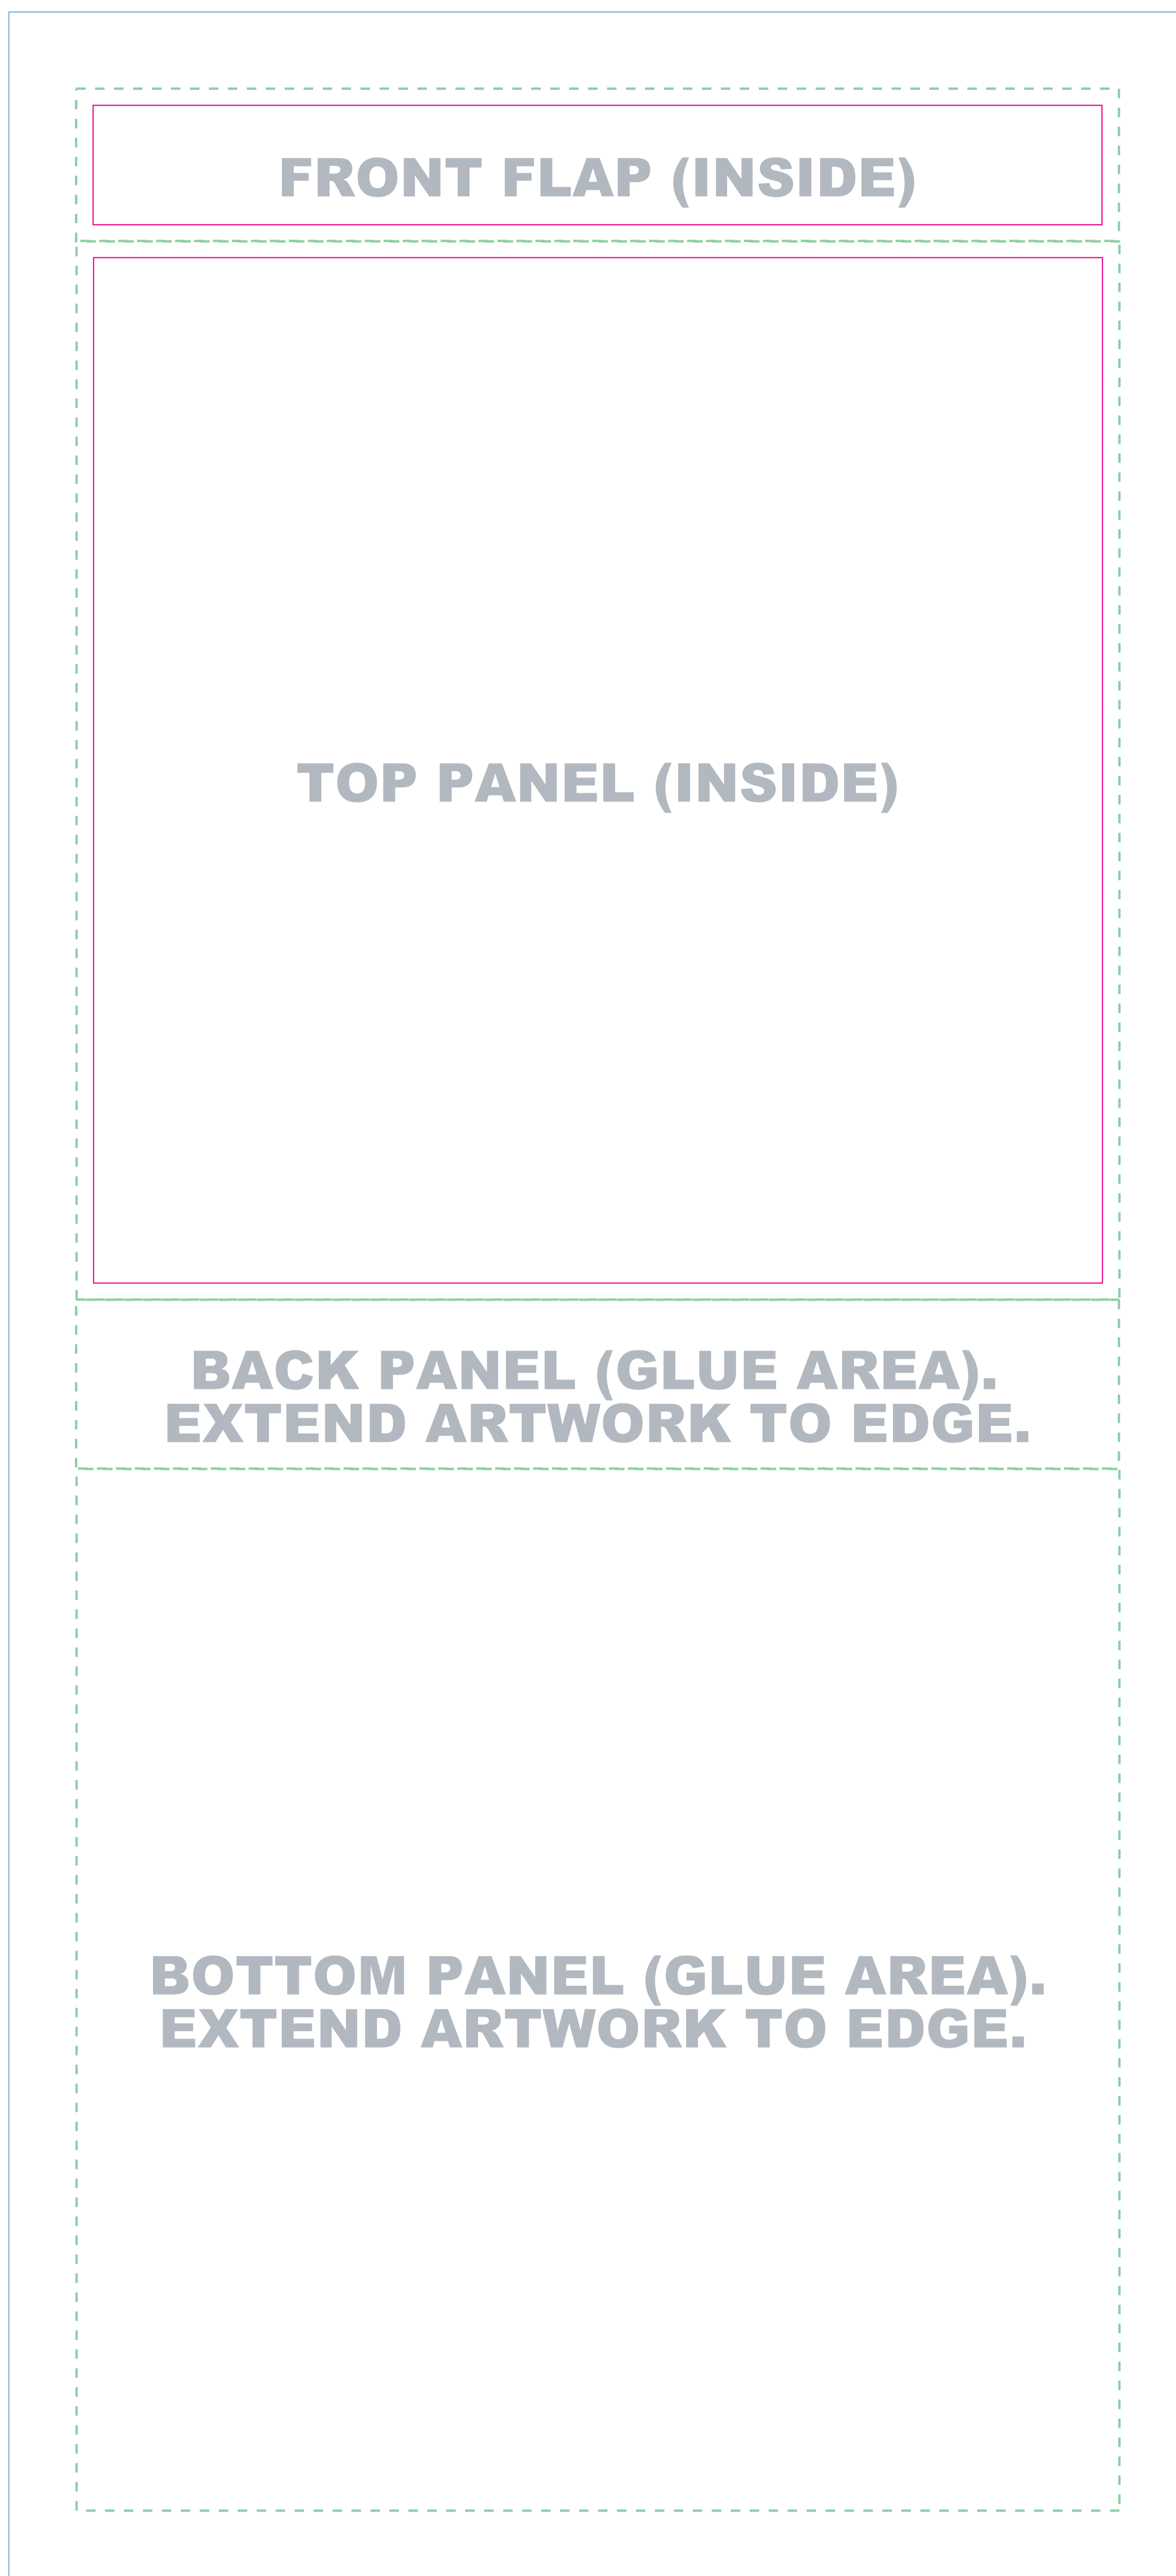 FRONT FLAP (INSIDE)
TOP PANEL (INSIDE)
BACK PANEL (GLUE AREA).
EXTEND ARTWORK TO EDGE.
BOTTOM PANEL (GLUE AREA).
EXTEND ARTWORK TO EDGE.